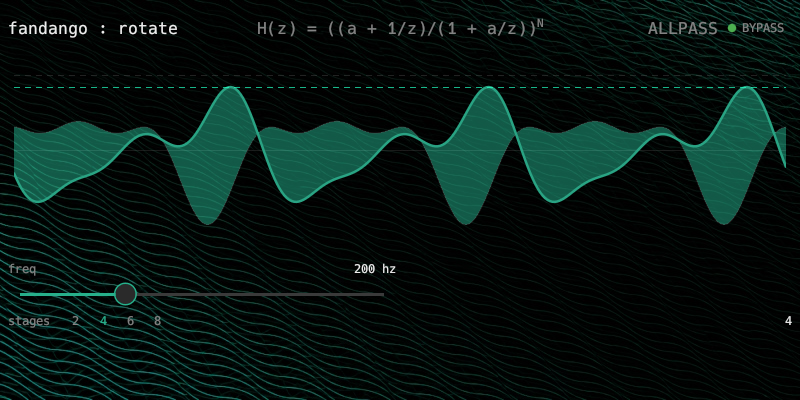 fandango : rotate H(z) = ((a + 1/z)/(1 + a/z))ᴺ ALLPASS BYPASS
freq 200 hz
stages 2 4 6 8 4